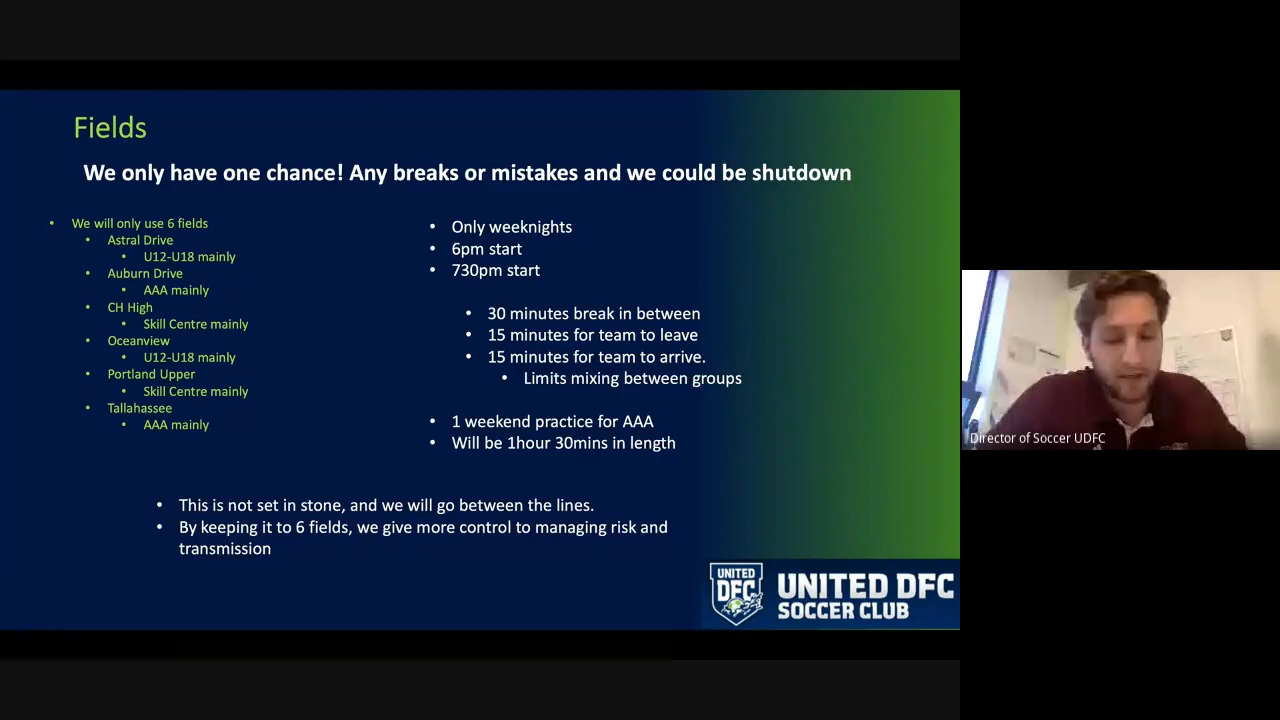 Fields
We only have one chance! Any breaks or mistakes and we could be shutdown
• We will only use 6 fields
• Astral Drive
• U12-U18 mainly
• Auburn Drive
• AAA mainly
• CH High
• Skill Centre mainly
• Oceanview
• U12-U18 mainly
• Portland Upper
• Skill Centre mainly
• Tallahassee
• AAA mainly
• Only weeknights
• 6pm start
• 730pm start
• 30 minutes break in between
• 15 minutes for team to leave
• 15 minutes for team to arrive.
• Limits mixing between groups
• 1 weekend practice for AAA
• Will be 1hour 30mins in length
• This is not set in stone, and we will go between the lines.
• By keeping it to 6 fields, we give more control to managing risk and
transmission
UNITED
DFC
UNITED DFC
SOCCER CLUB
Director of Soccer UDFC